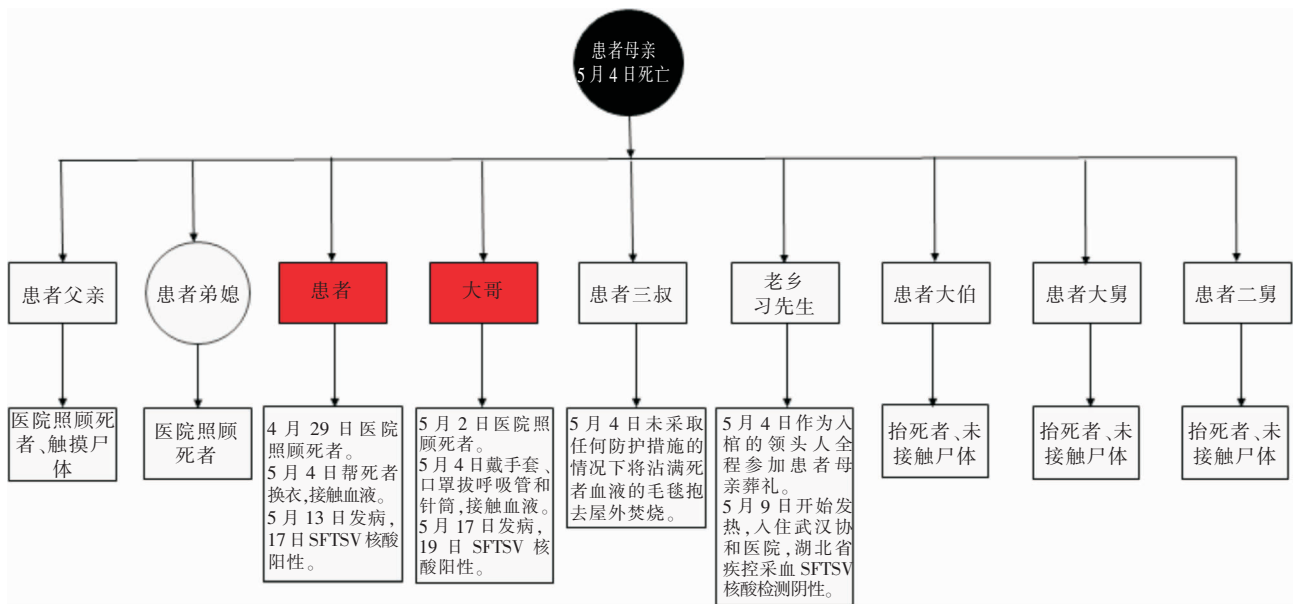 患者母亲
5月4日死亡
患者父亲
患者弟媳
患者
大哥
患者三叔
老乡
习先生
患者大伯
患者大舅
患者二舅
医院照顾死
者、触摸尸
体
医院照顾
死者
4月29日医院
照顾死者。
5月4日帮死者
换衣,接触血液。
5月13日发病,
17日SFTSV核酸
阳性。
5月2日医院照
顾死者。
5月4日戴手套、
口罩拔呼吸管和
针筒,接触血液。
5月17日发病,
19日SFTSV核
酸阳性。
5月4日未采取
任何防护措施的
情况下将沾满死
者血液的毛毯抱
去屋外焚烧。
5月4日作为入
棺的领头人全
程参加患者母
亲葬礼。
5月9日开始发
热,入住武汉协
和医院,湖北省
疾控采血SFTSV
核酸检测阴性。
抬死者、未
接触尸体
抬死者、未
接触尸体
抬死者、未
接触尸体